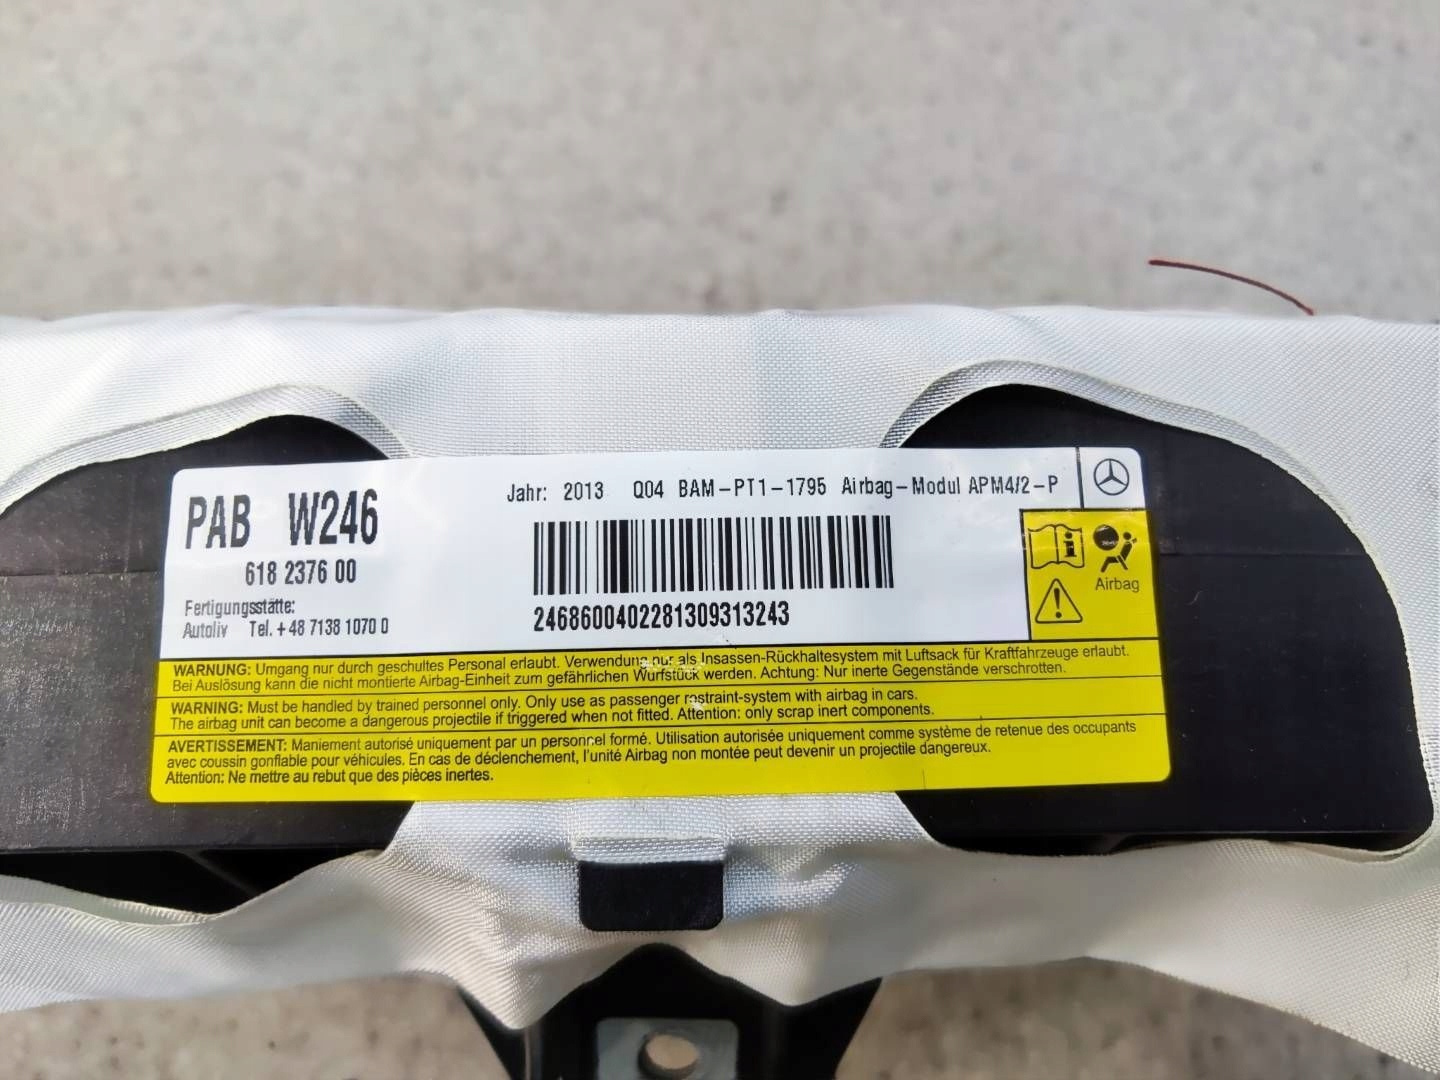 PAB W246
618 2376 00
Fertigungsstätte:
Autoliv Tel. + 48 71381070 0
Jahr: 2013 Q04 BAM-PT1-1795 Airbag-Modul APM4/2-P
24686004022813093​13243
Airbag
WARNUNG: Umgang nur durch geschultes Personal erlaubt. Verwendung nur als Insassen-Rückhaltesystem mit Luftsack für Kraftfahrzeuge erlaubt.
Bei Auslösung kann die nicht montierte Airbag-Einheit zum gefährlichen Wurfstück werden. Achtung: Nur inerte Gegenstände verschrotten.
WARNING: Must be handled by trained personnel only. Only use as passenger restraint-system with airbag in cars.
The airbag unit can become a dangerous projectile if triggered when not fitted. Attention: only scrap inert components.
AVERTISSEMENT: Maniement autorisé uniquement par un personnel formé. Utilisation autorisée uniquement comme système de retenue des occupants
avec coussin gonflable pour véhicules. En cas de déclenchement, l'unité Airbag non montée peut devenir un projectile dangereux.
Attention: Ne mettre au rebut que des pièces inertes.